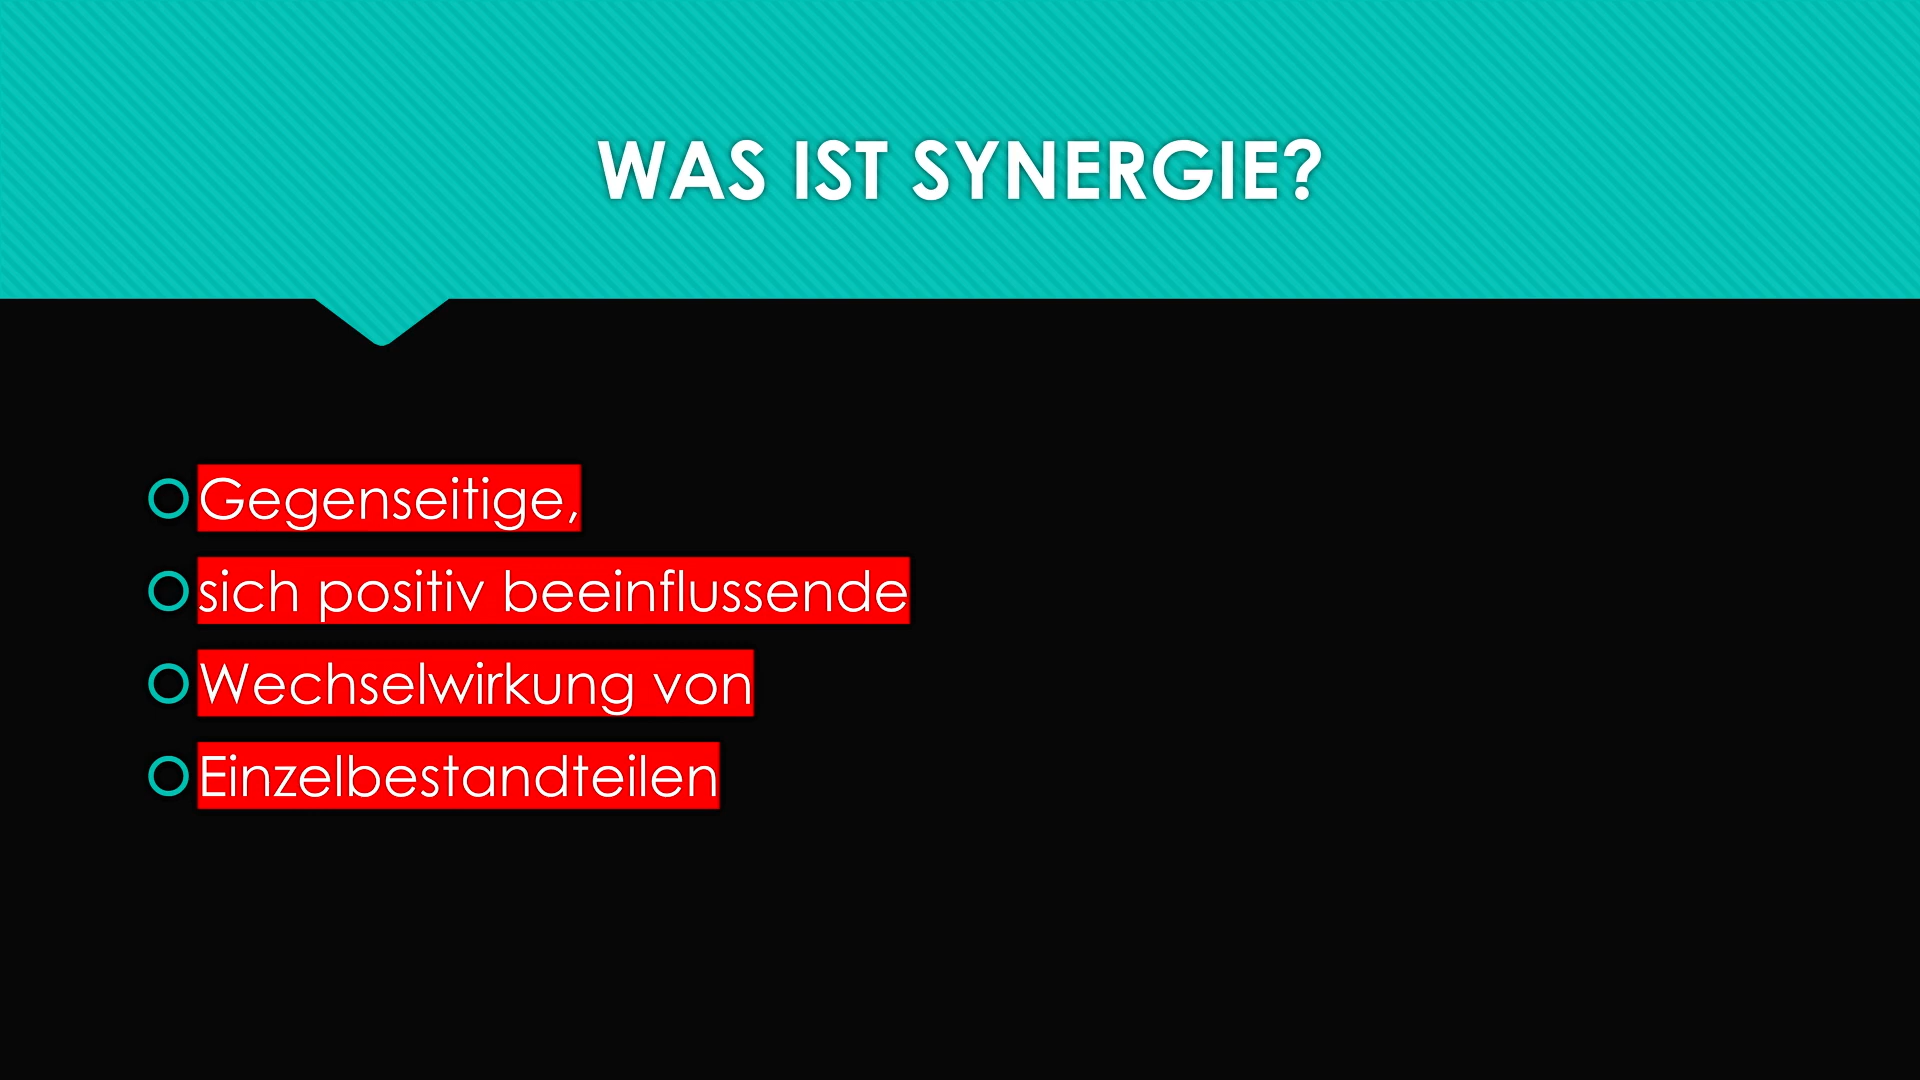 WAS IST SYNERGIE?
Gegenseitige,
sich positiv beeinflussende
Wechselwirkung von
Einzelbestandteilen